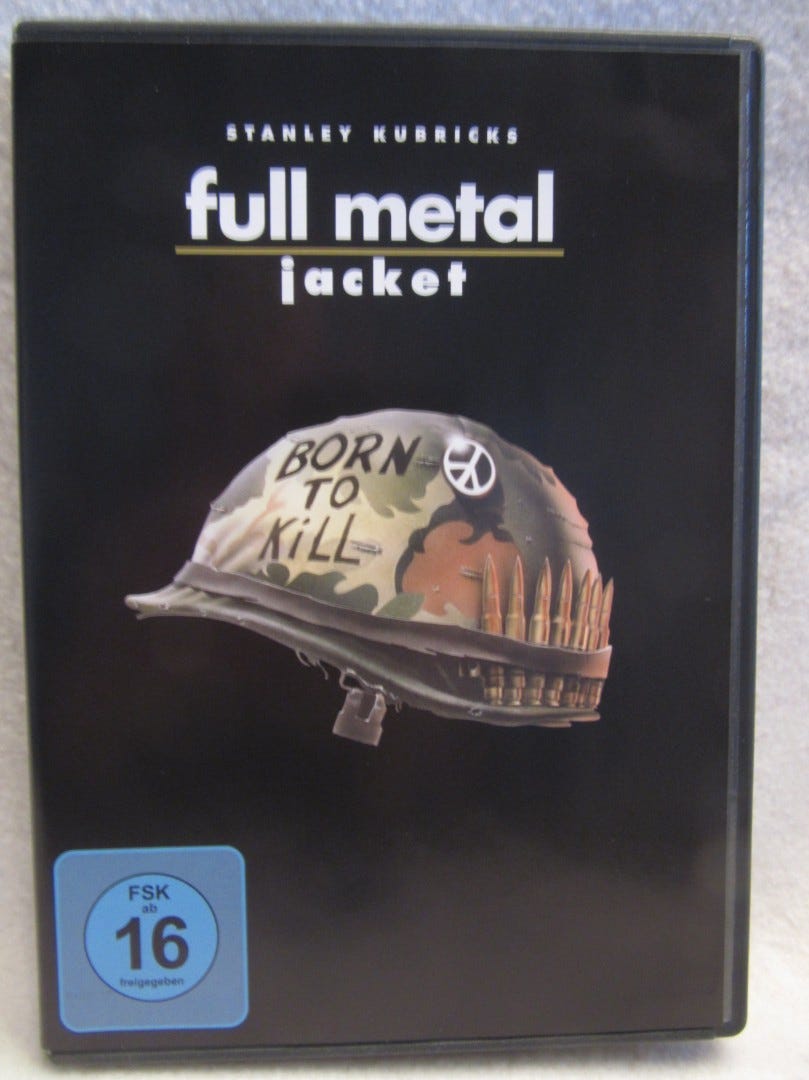 STANLEY KUBRICKS
full metal
jacket
BORN
TO
KiLL
FSK
ab
16
freigegeben